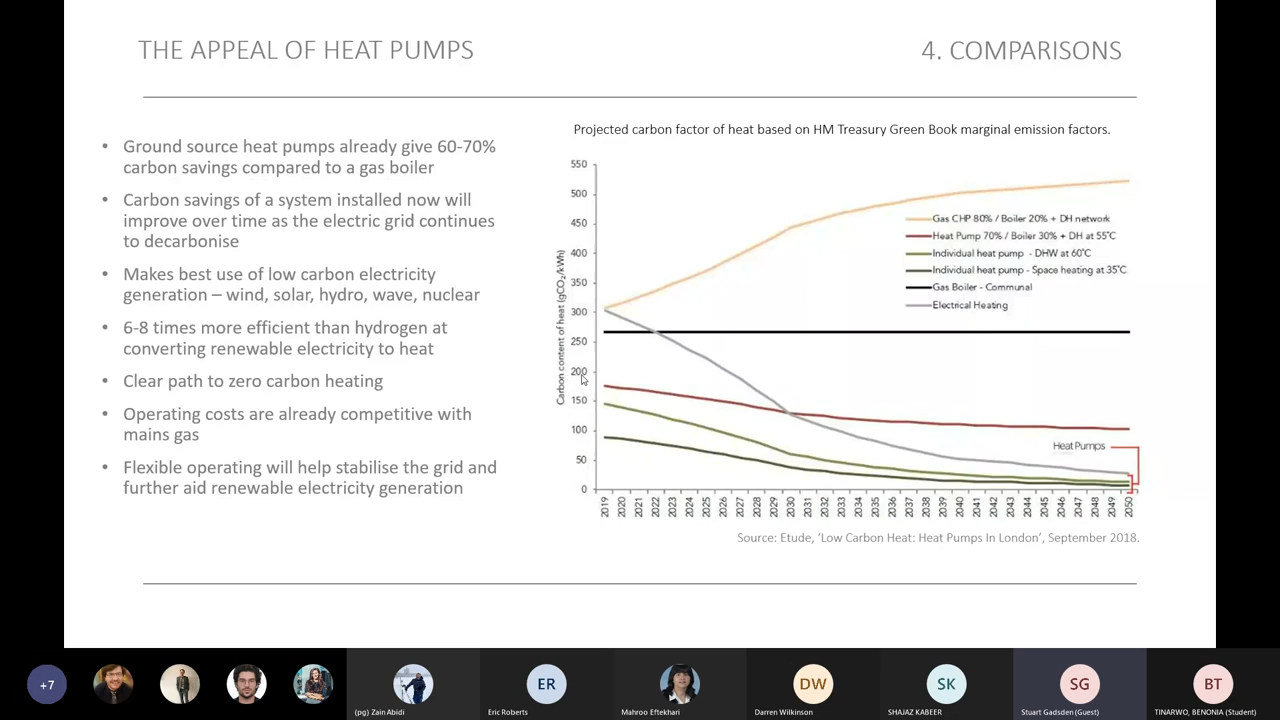 THE APPEAL OF HEAT PUMPS
4. COMPARISONS
• Ground source heat pumps already give 60-70%
carbon savings compared to a gas boiler
• Carbon savings of a system installed now will
improve over time as the electric grid continues
to decarbonise
• Makes best use of low carbon electricity
generation – wind, solar, hydro, wave, nuclear
• 6-8 times more efficient than hydrogen at
converting renewable electricity to heat
• Clear path to zero carbon heating
• Operating costs are already competitive with
mains gas
• Flexible operating will help stabilise the grid and
further aid renewable electricity generation
Projected carbon factor of heat based on HM Treasury Green Book marginal emission factors.
Carbon content of heat (gCO₂/kWh)
550
500
450
400
350
300
250
200
150
100
50
0
Gas CHP 80% / Boiler 20% + DH network
Heat Pump 70% / Boiler 30% + DH at 55°C
Individual heat pump - DHW at 60°C
Individual heat pump - Space heating at 35°C
Gas Boiler - Communal
Electrical Heating
Heat Pumps
2019 2020 2021 2022 2023 2024 2025 2026 2027 2028 2029 2030 2031 2032 2033 2034 2035 2036 2037 2038 2039 2040 2041 2042 2043 2044 2045 2046 2047 2048 2049 2050
Source: Etude, 'Low Carbon Heat: Heat Pumps In London', September 2018.
+7
ER
DW
SK
SG
BT
(pg) Zain Abidi
Eric Roberts
Mahroo Eftekhari
Darren Wilkinson
SHAJAZ KABEER
Stuart Gadsden (Guest)
TINARWO, BENONIA (Student)